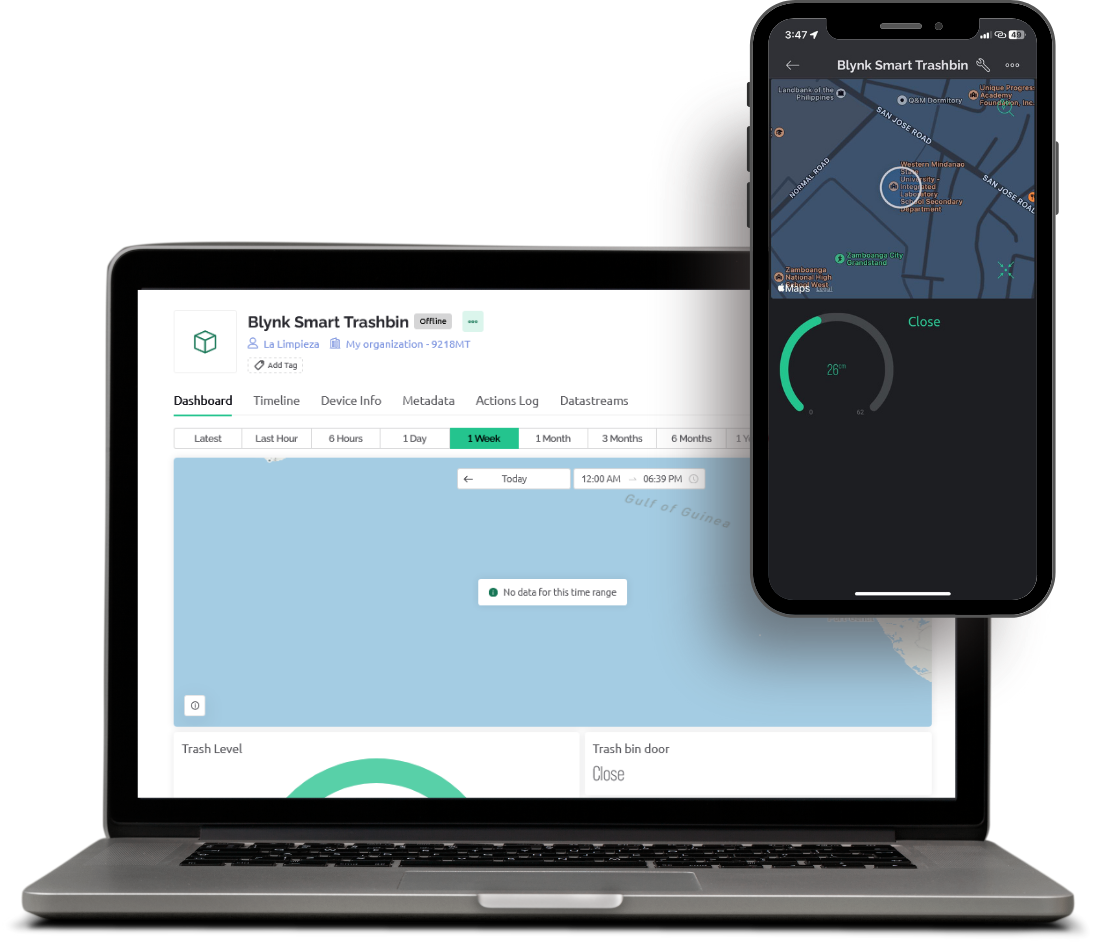 Blynk Smart Trashbin Offline
La Limpieza My organization - 9218MT
Add Tag
Dashboard Timeline Device Info Metadata Actions Log Datastreams
Latest Last Hour 6 Hours 1 Day 1 Week 1 Month 3 Months 6 Months
Today 12:00 AM 06:39 PM
Gulf of Guinea
No data for this time range
Trash Level
Trash bin door
Close
3:47 49
Blynk Smart Trashbin
Landbank of the
Philippines
Q&M Dormitory
Unique Progress
Academy
Foundation, Inc.
SAN JOSE ROAD
NORMAL ROAD
Western Mindanao
State
University -
Integrated
Laboratory
School Secondary
Department
SAN JOSE ROAD
Zamboanga City
Grandstand
Zamboanga
National High
School West
Maps
Close
26cm
0 62